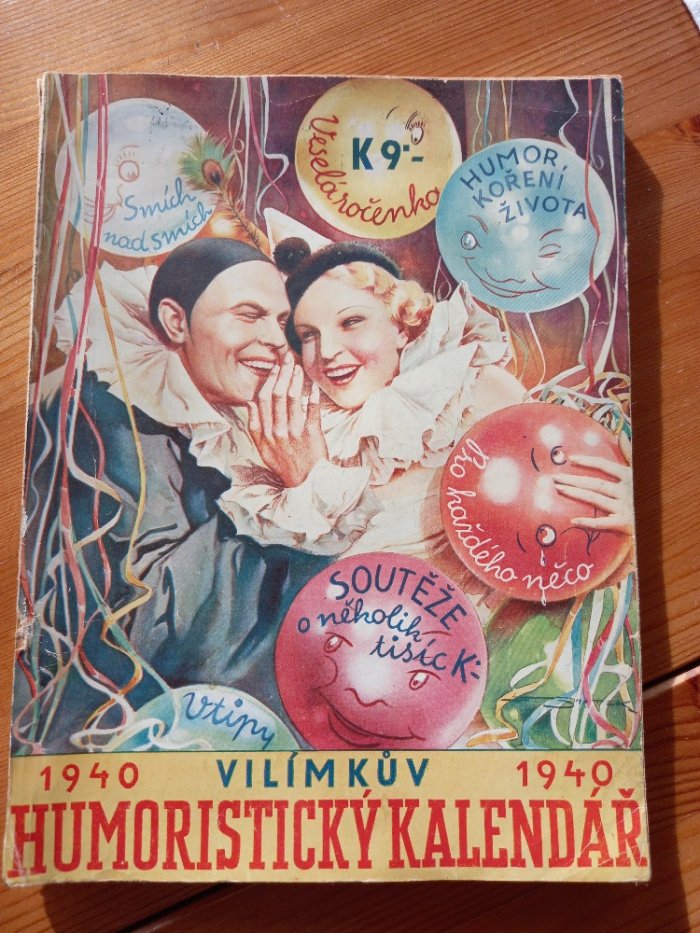 Smích
nad smích
K 9·-
Veselá ročenka
HUMOR,
KOŘENÍ
ŽIVOTA
Pro každého něco
SOUTĚŽE
o několik
tisíc K·-
Vtipy
1940 VILÍMKŮV 1940
HUMORISTICKÝ KALENDÁŘ